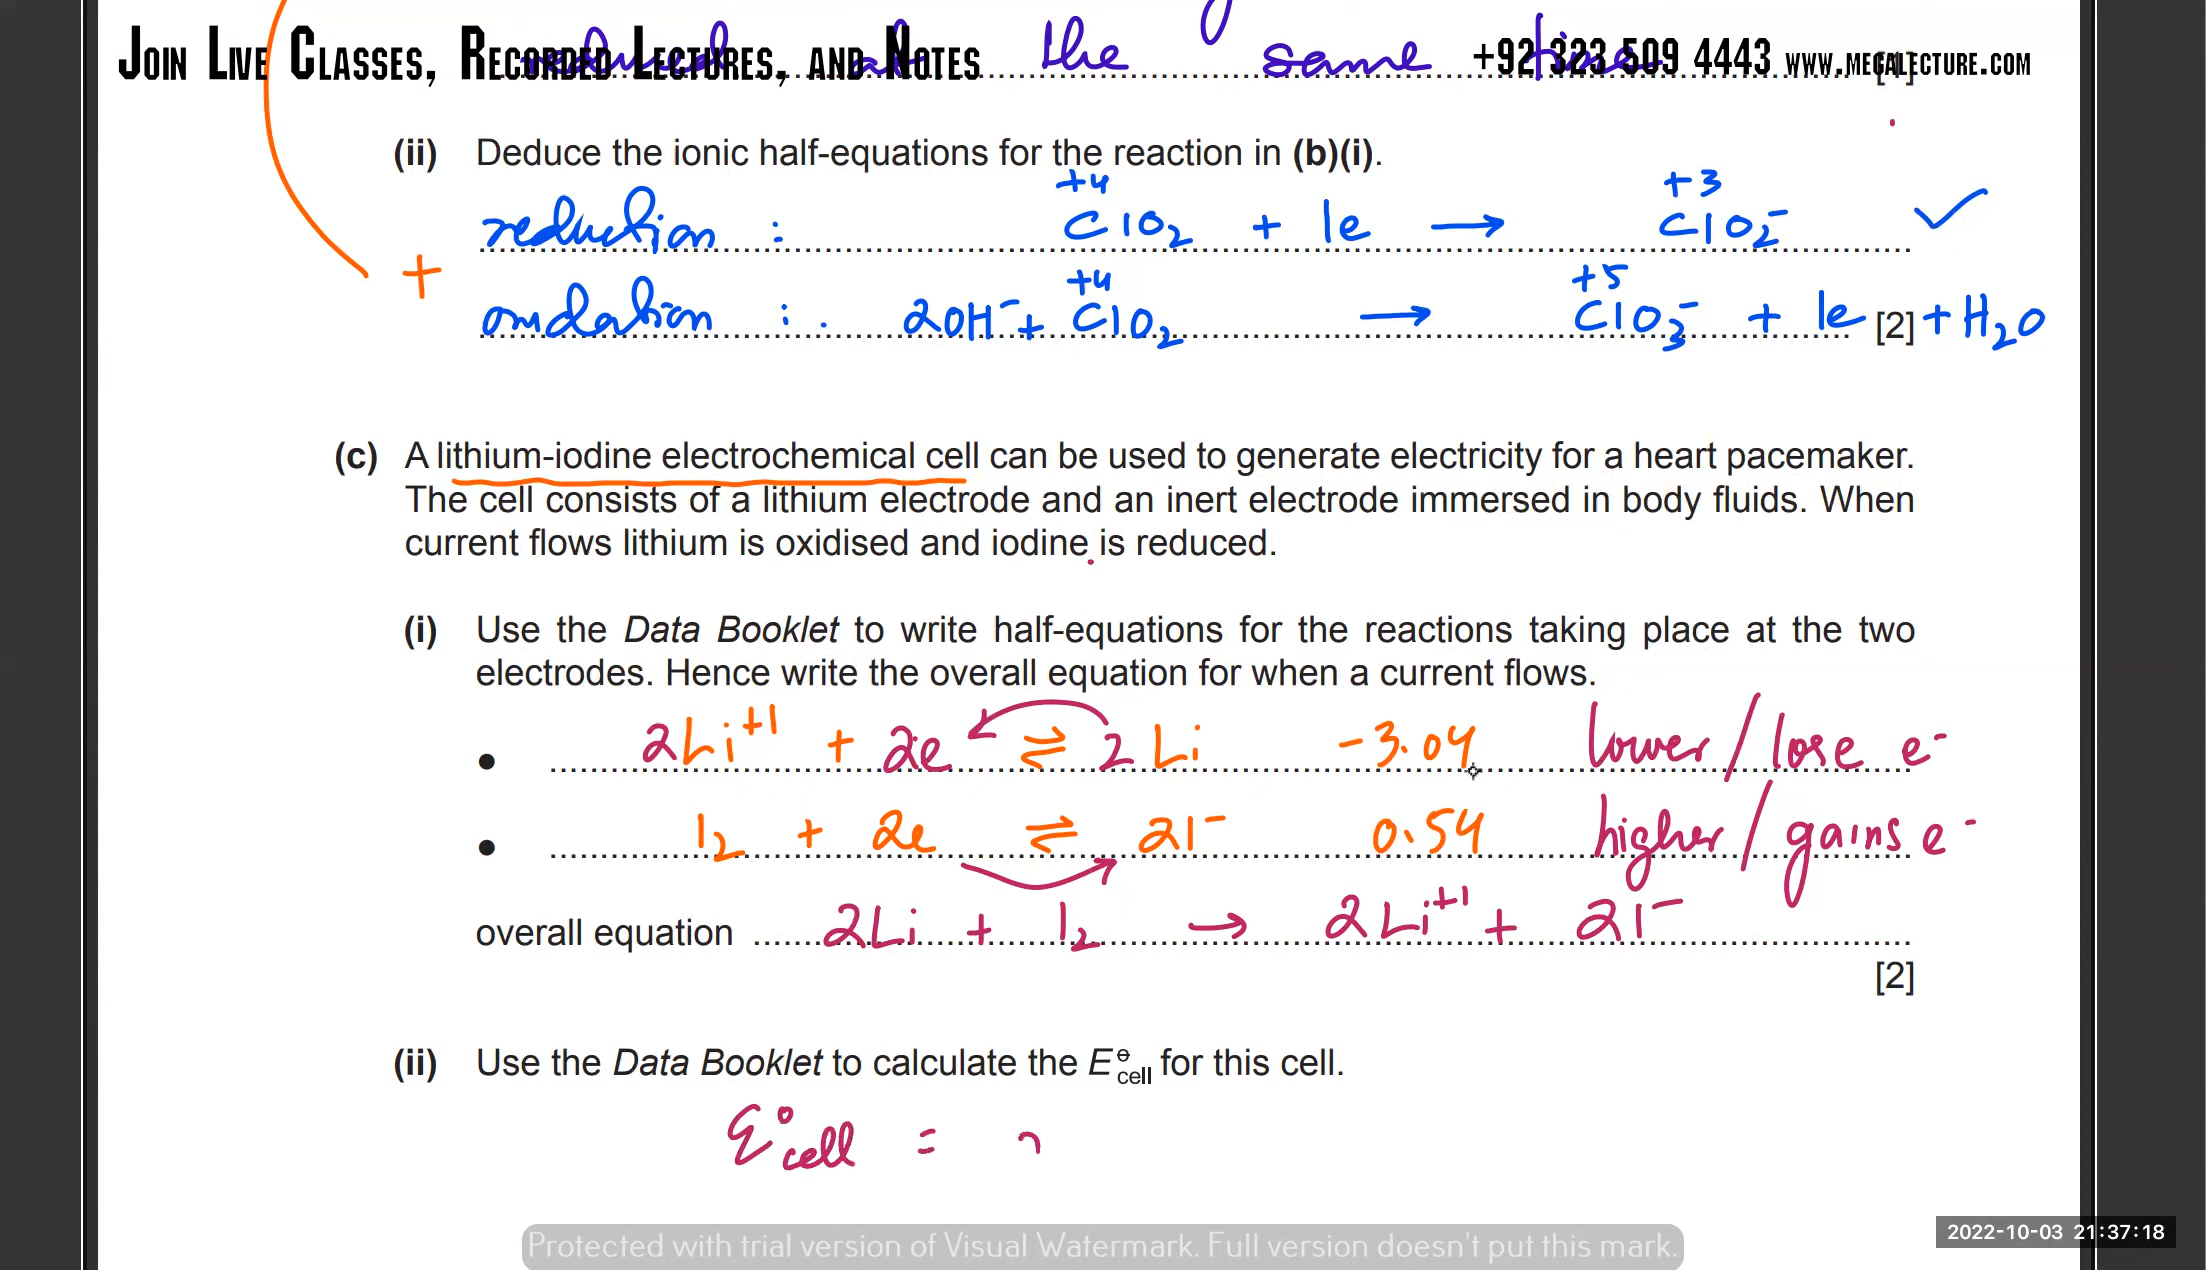 JOIN LIVE CLASSES, RECORDED LECTURES, AND NOTES +92 323 509 4443 WWW.MEGALECTURE.COM
reduced at the same time [1]
(ii) Deduce the ionic half-equations for the reaction in (b)(i).
+4 +3
reduction : ClO₂ + 1e → ClO₂⁻ ✓
+4 +5
+
oxidation : 2OH⁻ + ClO₂ → ClO₃⁻ + 1e [2] + H₂O
(c) A lithium-iodine electrochemical cell can be used to generate electricity for a heart pacemaker.
The cell consists of a lithium electrode and an inert electrode immersed in body fluids. When
current flows lithium is oxidised and iodine is reduced.
(i) Use the Data Booklet to write half-equations for the reactions taking place at the two
electrodes. Hence write the overall equation for when a current flows.
• 2Li⁺¹ + 2e ⇌ 2Li -3.04 lower/lose e⁻
• I₂ + 2e ⇌ 2I⁻ 0.54 higher/gains e⁻
overall equation 2Li + I₂ → 2Li⁺¹ + 2I⁻
[2]
(ii) Use the Data Booklet to calculate the E⦵cell for this cell.
E°cell =
Protected with trial version of Visual Watermark. Full version doesn't put this mark.
2022-10-03 21:37:18